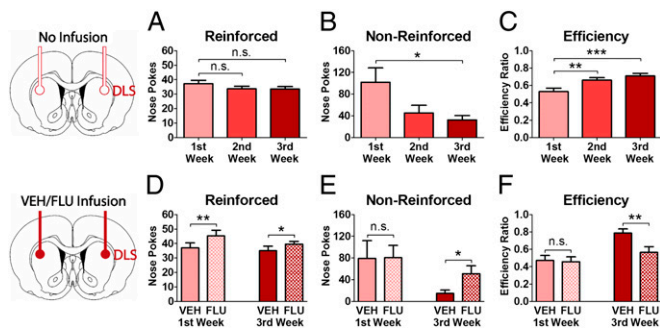 No Infusion
DLS
A
Reinforced
Nose Pokes
60
40
20
0
n.s.
n.s.
1st Week
2nd Week
3rd Week
B
Non-Reinforced
Nose Pokes
160
120
80
40
0
*
1st Week
2nd Week
3rd Week
C
Efficiency
Efficiency Ratio
1.0
0.8
0.6
0.4
0.2
0.0
***
**
1st Week
2nd Week
3rd Week
VEH/FLU Infusion
DLS
D
Reinforced
Nose Pokes
60
50
40
30
20
10
0
**
*
VEH FLU
1st Week
VEH FLU
3rd Week
E
Non-Reinforced
Nose Pokes
160
120
80
40
0
n.s.
*
VEH FLU
1st Week
VEH FLU
3rd Week
F
Efficiency
Efficiency Ratio
1.0
0.8
0.6
0.4
0.2
0.0
n.s.
**
VEH FLU
1st Week
VEH FLU
3rd Week